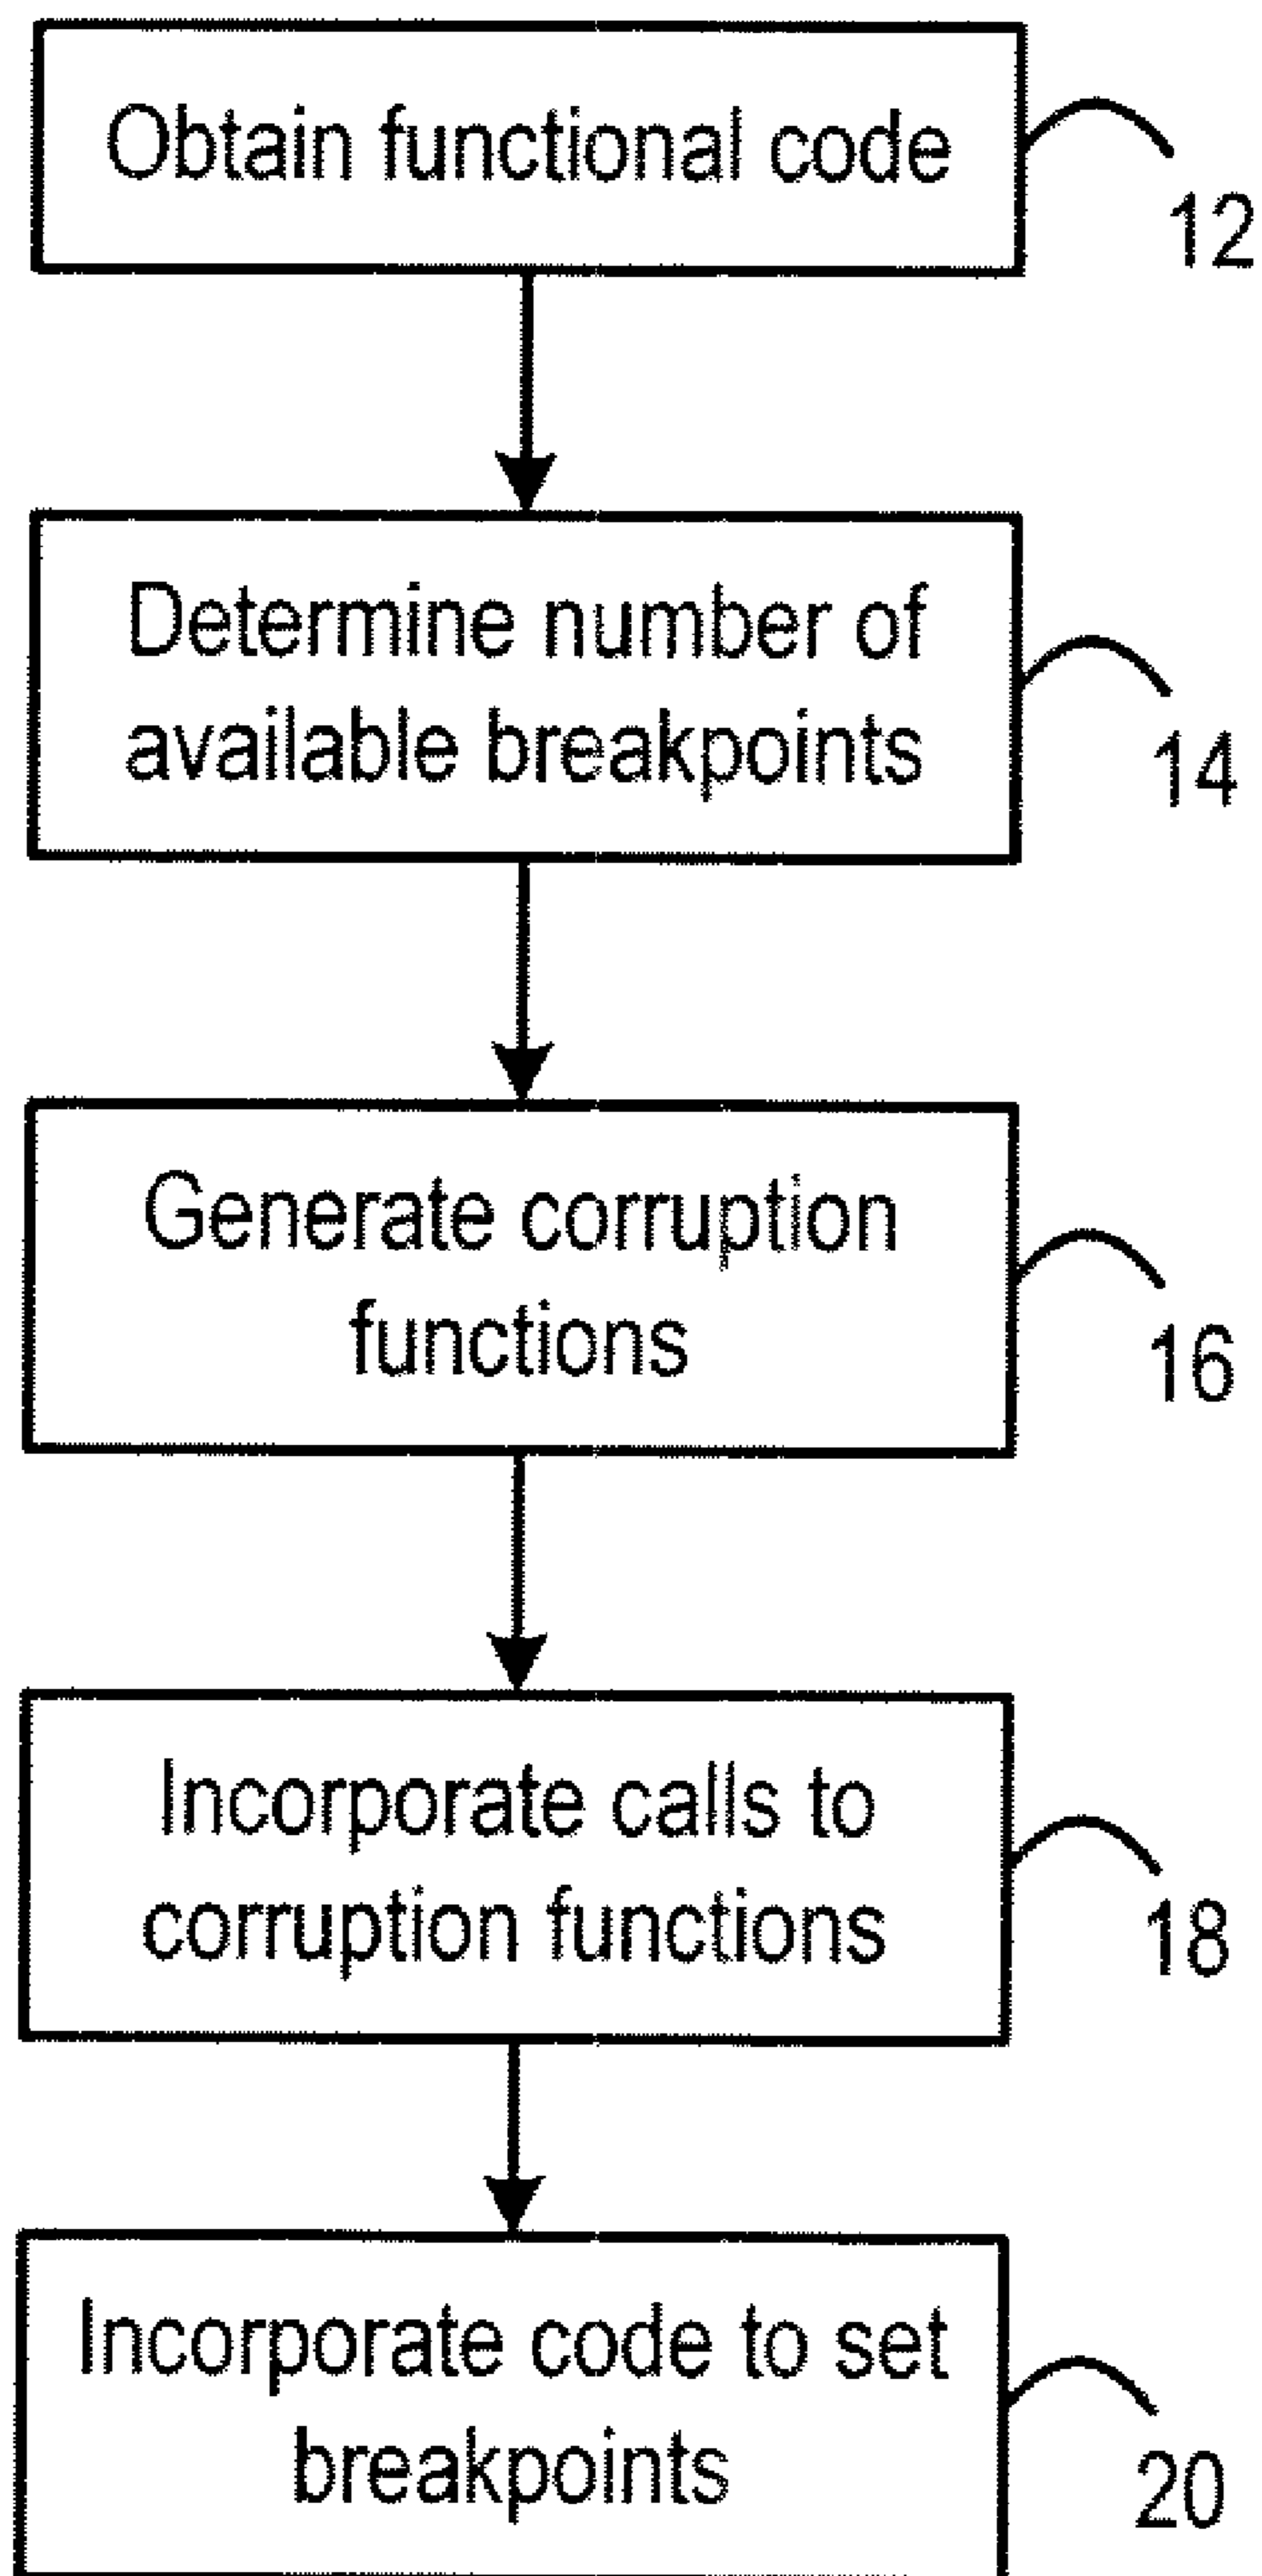 Obtain functional code
12
Determine number of
available breakpoints
14
Generate corruption
functions
16
Incorporate calls to
corruption functions
18
Incorporate code to set
breakpoints
20